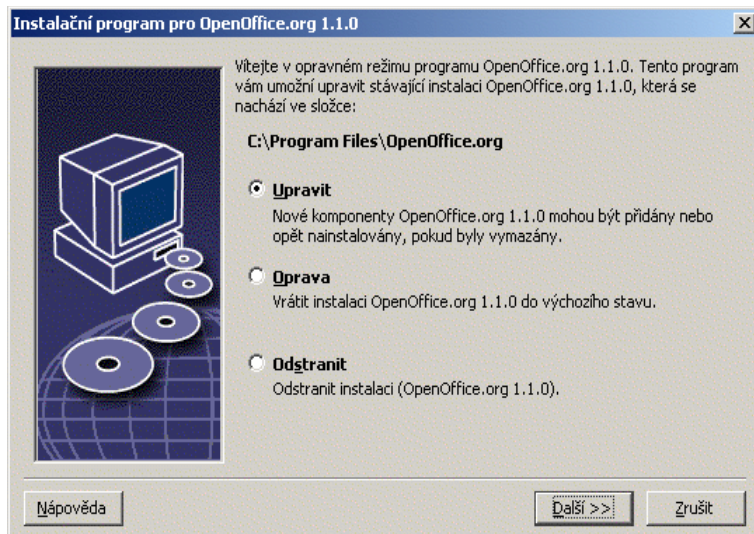 Instalační program pro OpenOffice.org 1.1.0
Vítejte v opravném režimu programu OpenOffice.org 1.1.0. Tento program
vám umožní upravit stávající instalaci OpenOffice.org 1.1.0, která se
nachází ve složce:
C:\Program Files\OpenOffice.org
Upravit
Nové komponenty OpenOffice.org 1.1.0 mohou být přidány nebo
opět nainstalovány, pokud byly vymazány.
Oprava
Vrátit instalaci OpenOffice.org 1.1.0 do výchozího stavu.
Odstranit
Odstranit instalaci (OpenOffice.org 1.1.0).
Nápověda
Další >>
Zrušit